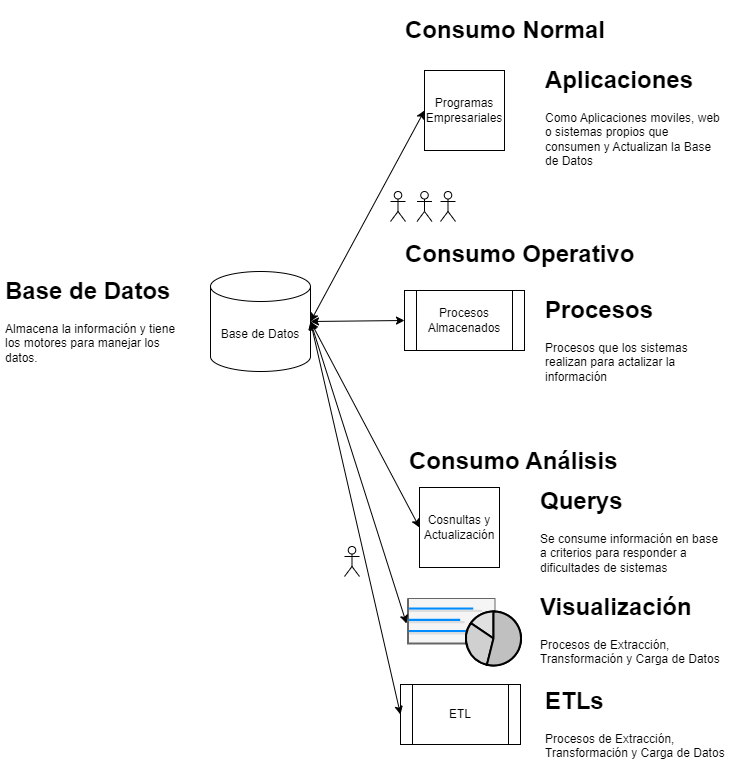 Consumo Normal
Programas
Empresariales
Aplicaciones
Como Aplicaciones moviles, web
o sistemas propios que
consumen y Actualizan la Base
de Datos
Base de Datos
Almacena la información y tiene
los motores para manejar los
datos.
Base de Datos
Consumo Operativo
Procesos
Almacenados
Procesos
Procesos que los sistemas
realizan para actalizar la
información
Consumo Análisis
Cosnultas y
Actualización
Querys
Se consume información en base
a criterios para responder a
dificultades de sistemas
Visualización
Procesos de Extracción,
Transformación y Carga de Datos
ETL
ETLs
Procesos de Extracción,
Transformación y Carga de Datos